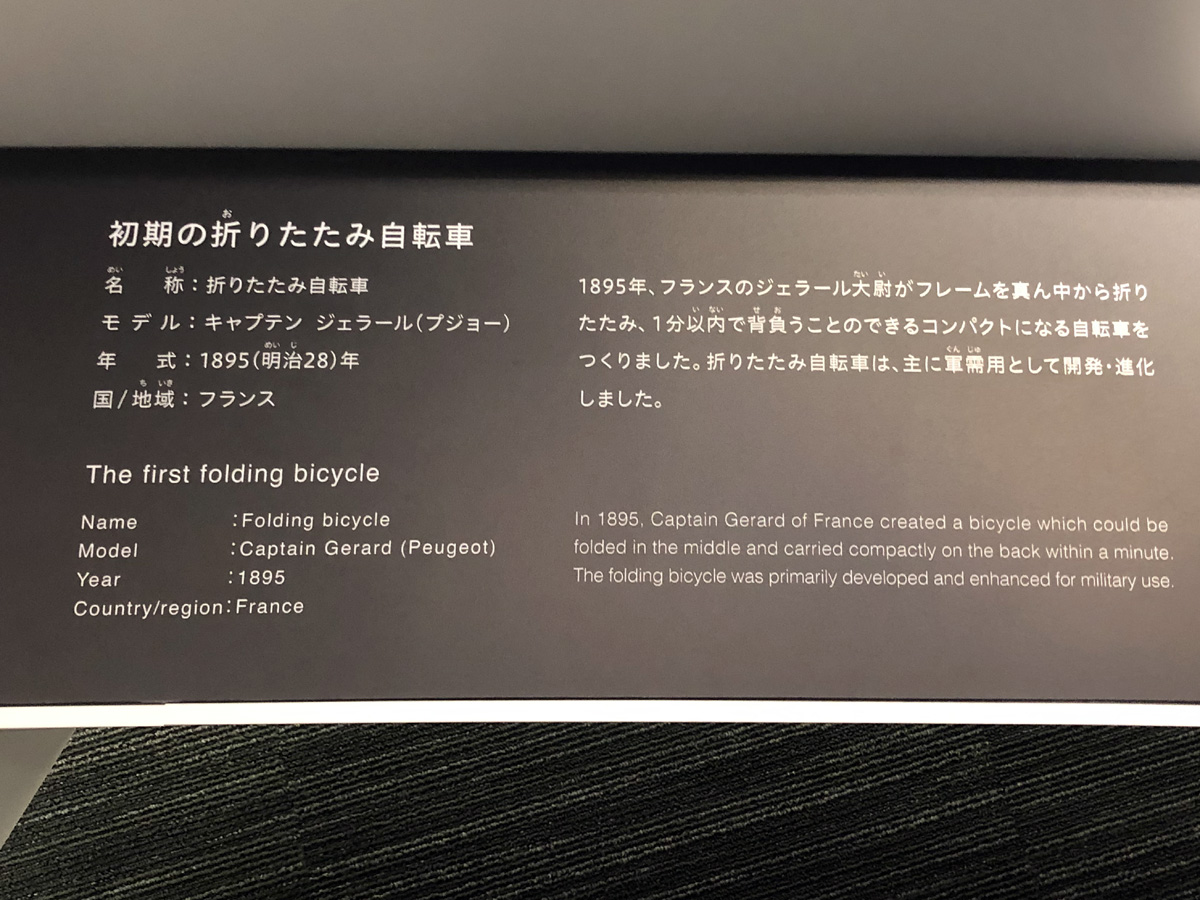 初期の折りたたみ自転車
名　　称：折りたたみ自転車
モ デ ル：キャプテン ジェラール（プジョー）
年　　式：1895（明治28）年
国/地域：フランス
1895年、フランスのジェラール大尉がフレームを真ん中から折り
たたみ、1分以内で背負うことのできるコンパクトになる自転車を
つくりました。折りたたみ自転車は、主に軍需用として開発・進化
しました。
The first folding bicycle
Name :Folding bicycle
Model :Captain Gerard (Peugeot)
Year :1895
Country/region:France
In 1895, Captain Gerard of France created a bicycle which could be
folded in the middle and carried compactly on the back within a minute.
The folding bicycle was primarily developed and enhanced for military use.